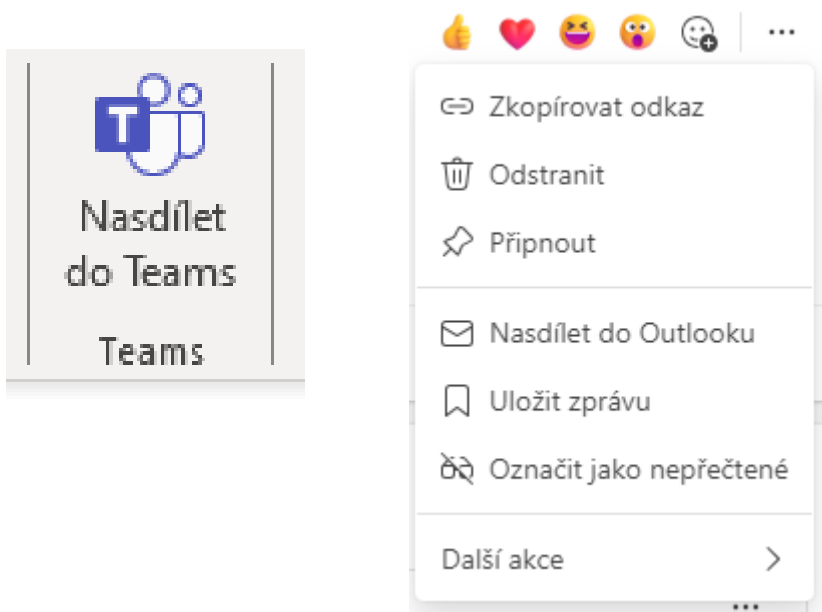 T
Nasdílet
do Teams
Teams
Zkopírovat odkaz
Odstranit
Připnout
Nasdílet do Outlooku
Uložit zprávu
Označit jako nepřečtené
Další akce